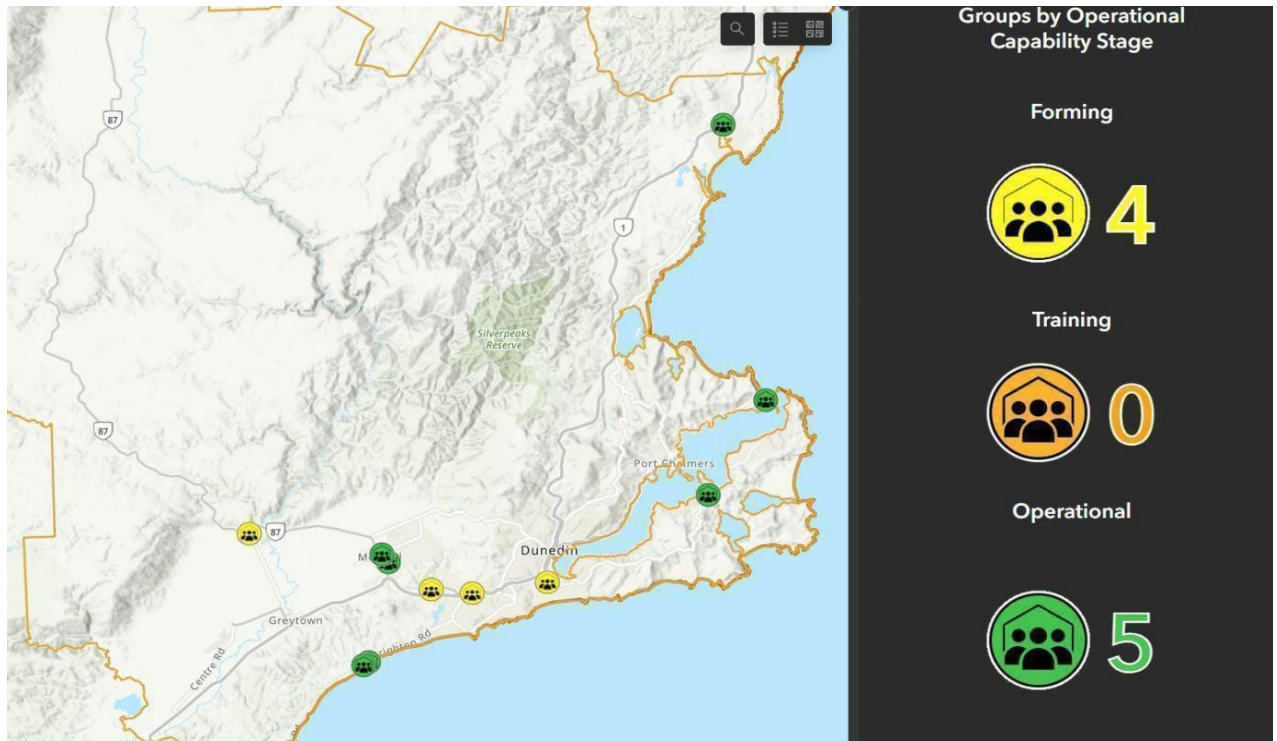 Groups by Operational
Capability Stage
Forming
4
Training
0
Operational
5
87
1
Silverpeaks
Reserve
87
Port Chalmers
87
Dunedin
Greytown
Centre Rd
Rd